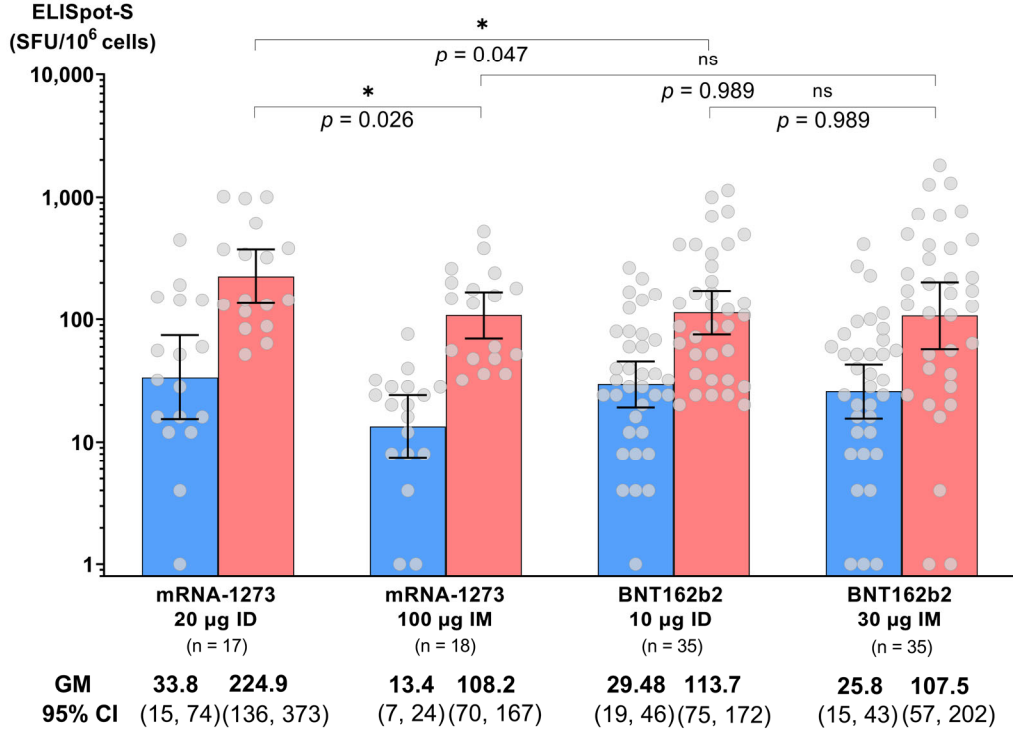 ELISpot-S
(SFU/10⁶ cells)
*
p = 0.047
ns
p = 0.989
*
p = 0.026
ns
p = 0.989
10,000
1,000
100
10
1
mRNA-1273 mRNA-1273 BNT162b2 BNT162b2
20 µg ID 100 µg IM 10 µg ID 30 µg IM
(n = 17) (n = 18) (n = 35) (n = 35)
GM 33.8 224.9 13.4 108.2 29.48 113.7 25.8 107.5
95% CI (15, 74) (136, 373) (7, 24) (70, 167) (19, 46) (75, 172) (15, 43) (57, 202)